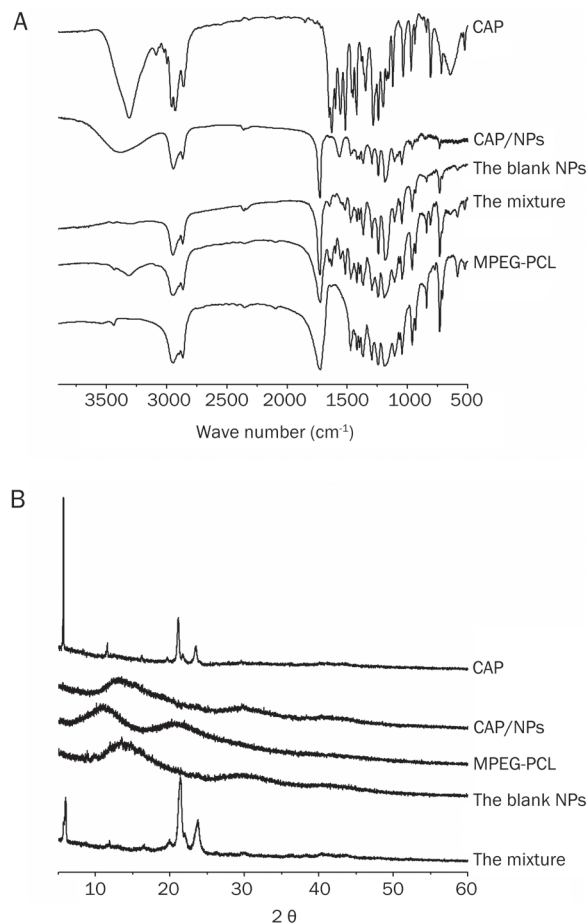 A
CAP
CAP/NPs
The blank NPs
The mixture
MPEG-PCL
3500 3000 2500 2000 1500 1000 500
Wave number (cm⁻¹)
B
CAP
CAP/NPs
MPEG-PCL
The blank NPs
The mixture
10 20 30 40 50 60
2 θ